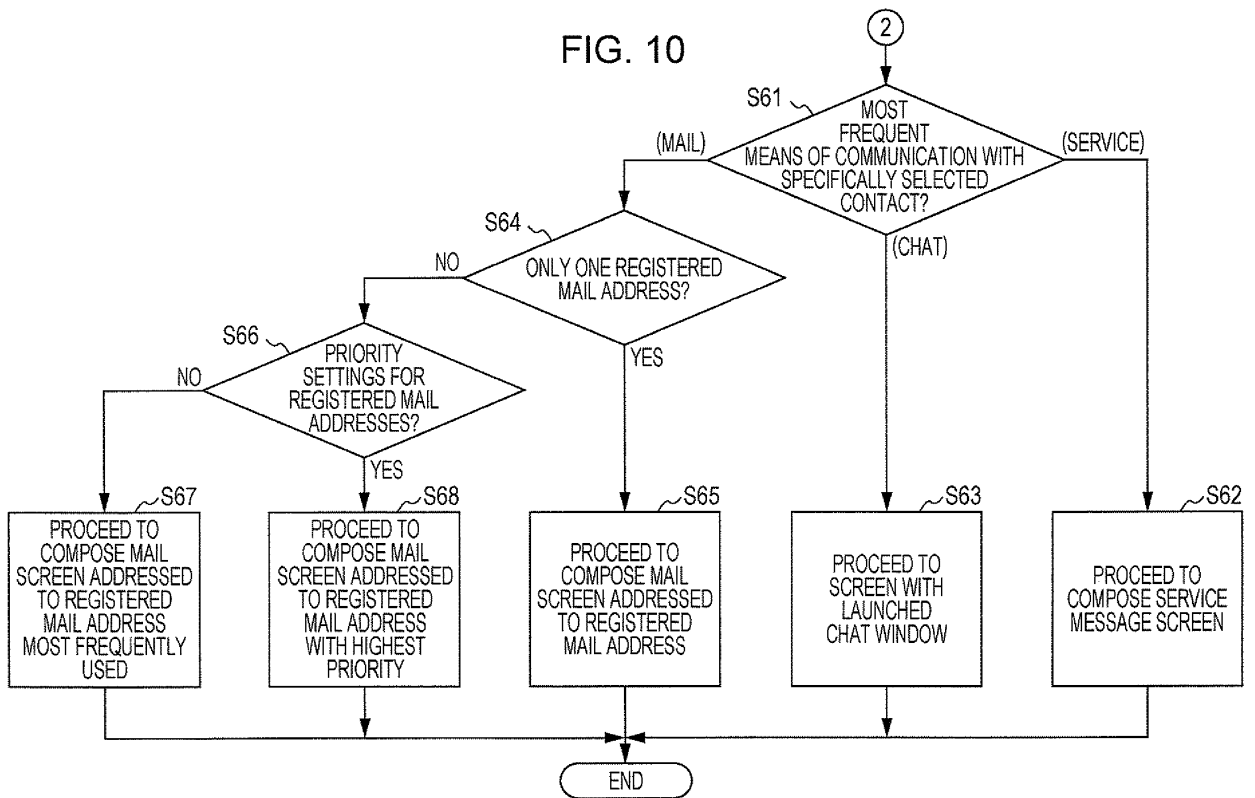 FIG. 10
2
S61
MOST
FREQUENT
MEANS OF COMMUNICATION WITH
SPECIFICALLY SELECTED
CONTACT?
(MAIL)
(SERVICE)
(CHAT)
S64
ONLY ONE REGISTERED
MAIL ADDRESS?
NO
YES
S66
PRIORITY
SETTINGS FOR
REGISTERED MAIL
ADDRESSES?
NO
YES
S67
PROCEED TO
COMPOSE MAIL
SCREEN ADDRESSED
TO REGISTERED
MAIL ADDRESS
MOST FREQUENTLY
USED
S68
PROCEED TO
COMPOSE MAIL
SCREEN ADDRESSED
TO REGISTERED
MAIL ADDRESS
WITH HIGHEST
PRIORITY
S65
PROCEED TO
COMPOSE MAIL
SCREEN ADDRESSED
TO REGISTERED
MAIL ADDRESS
S63
PROCEED TO
SCREEN WITH
LAUNCHED
CHAT WINDOW
S62
PROCEED TO
COMPOSE SERVICE
MESSAGE SCREEN
END